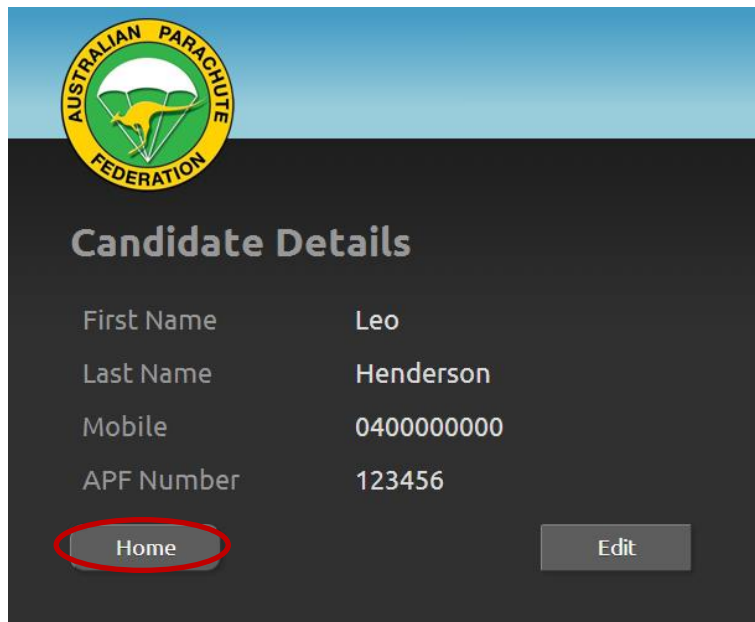 AUSTRALIAN PARACHUTE
FEDERATION
Candidate Details
First Name Leo
Last Name Henderson
Mobile 0400000000
APF Number 123456
Home Edit